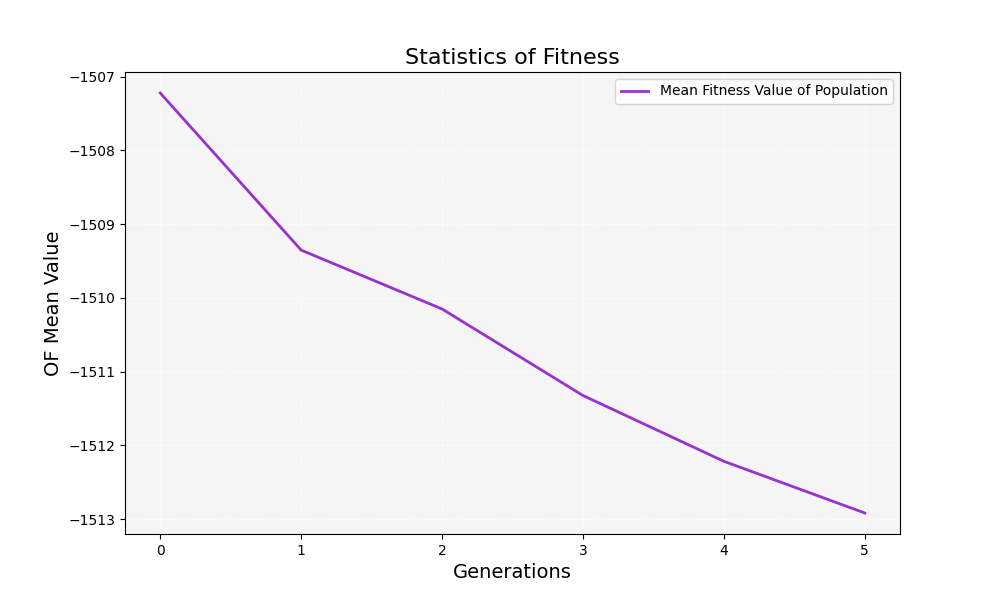 Statistics of Fitness
Mean Fitness Value of Population
OF Mean Value
−1507
−1508
−1509
−1510
−1511
−1512
−1513
0 1 2 3 4 5
Generations